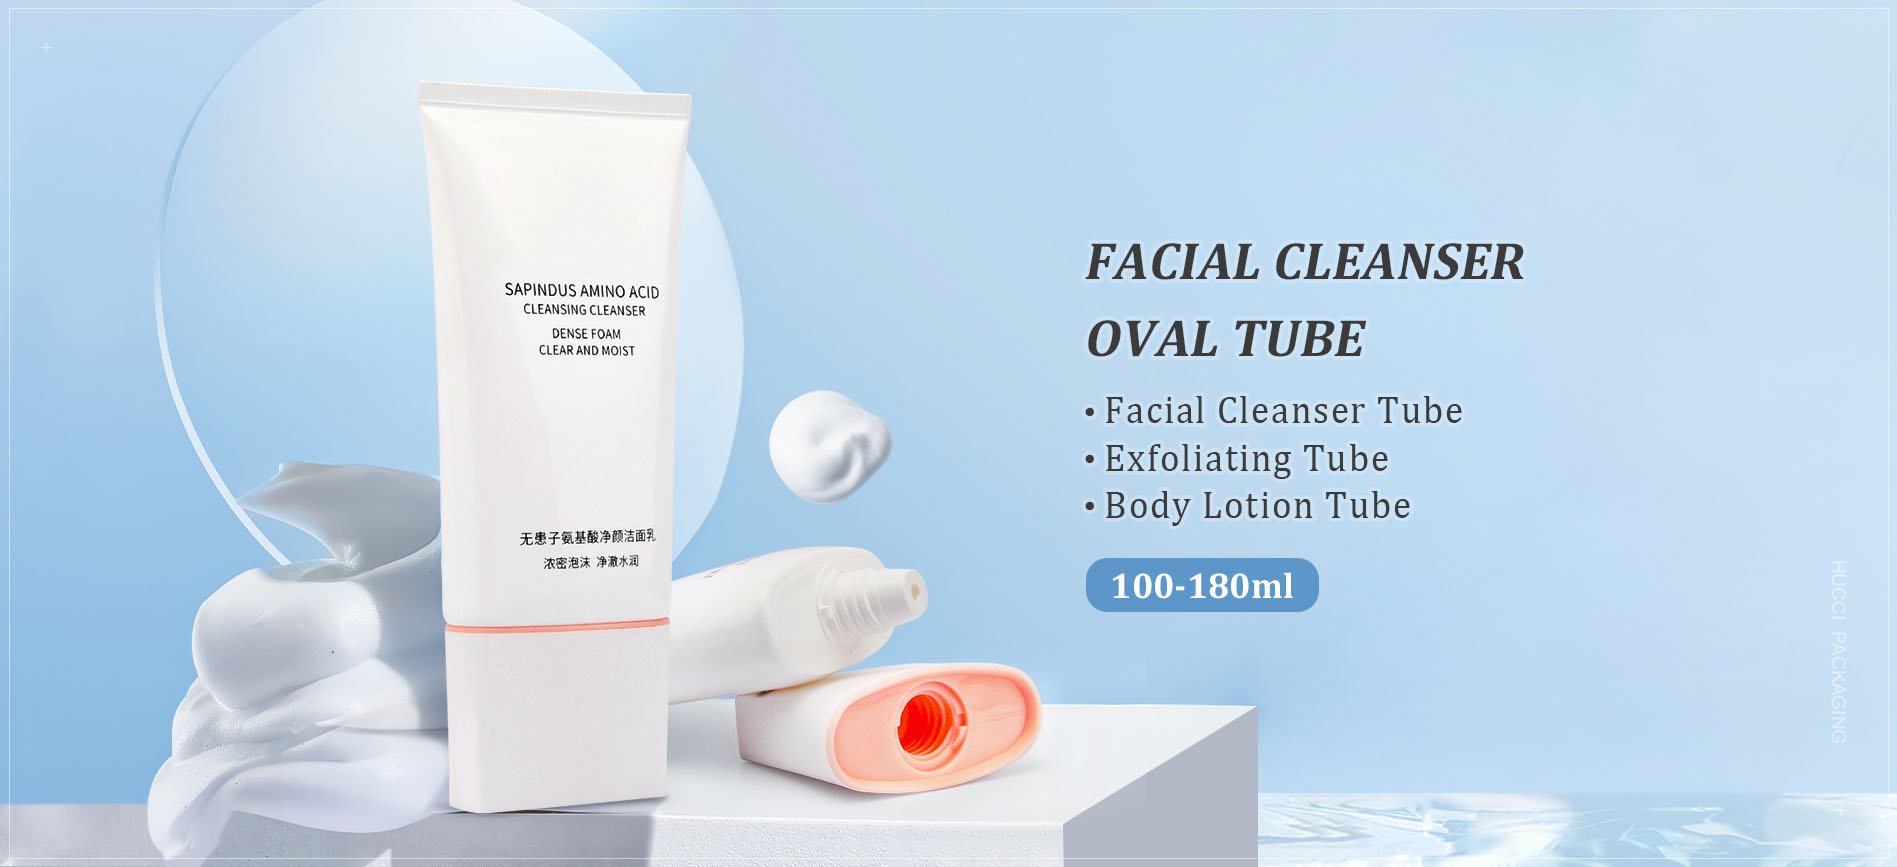 SAPINDUS AMINO ACID
CLEANSING CLEANSER
DENSE FOAM
CLEAR AND MOIST
无患子氨基酸净颜洁面乳
浓密泡沫 净澈水润
FACIAL CLEANSER
OVAL TUBE
• Facial Cleanser Tube
• Exfoliating Tube
• Body Lotion Tube
100-180ml
HUCCI PACKAGING